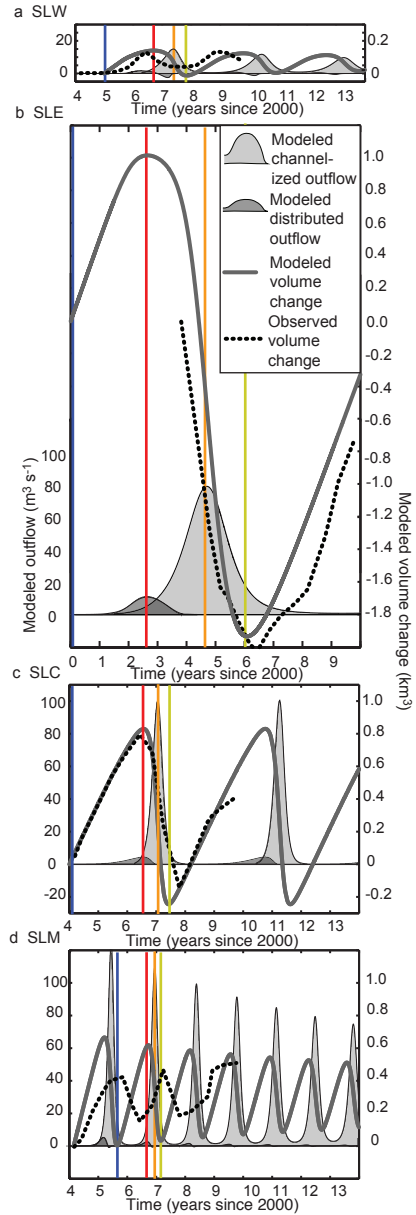 a SLW
20
10
0
0.2
0.1
0
4 5 6 7 8 9 10 11 12 13
Time (years since 2000)
b SLE
Modeled
channel-
ized outflow
Modeled
distributed
outflow
Modeled
volume
change
Observed
volume
change
1.0
0.8
0.6
0.4
0.2
0.0
-0.2
-0.4
-0.6
-0.8
-1.0
-1.2
-1.4
-1.6
-1.8
100
80
60
40
20
0
Modeled outflow (m³ s⁻¹)
Modeled volume change (km³)
0 1 2 3 4 5 6 7 8 9
Time (years since 2000)
c SLC
100
80
60
40
20
0
-20
1.0
0.8
0.6
0.4
0.2
0
-0.2
4 5 6 7 8 9 10 11 12 13
Time (years since 2000)
d SLM
100
80
60
40
20
0
1.0
0.8
0.6
0.4
0.2
0
4 5 6 7 8 9 10 11 12 13
Time (years since 2000)